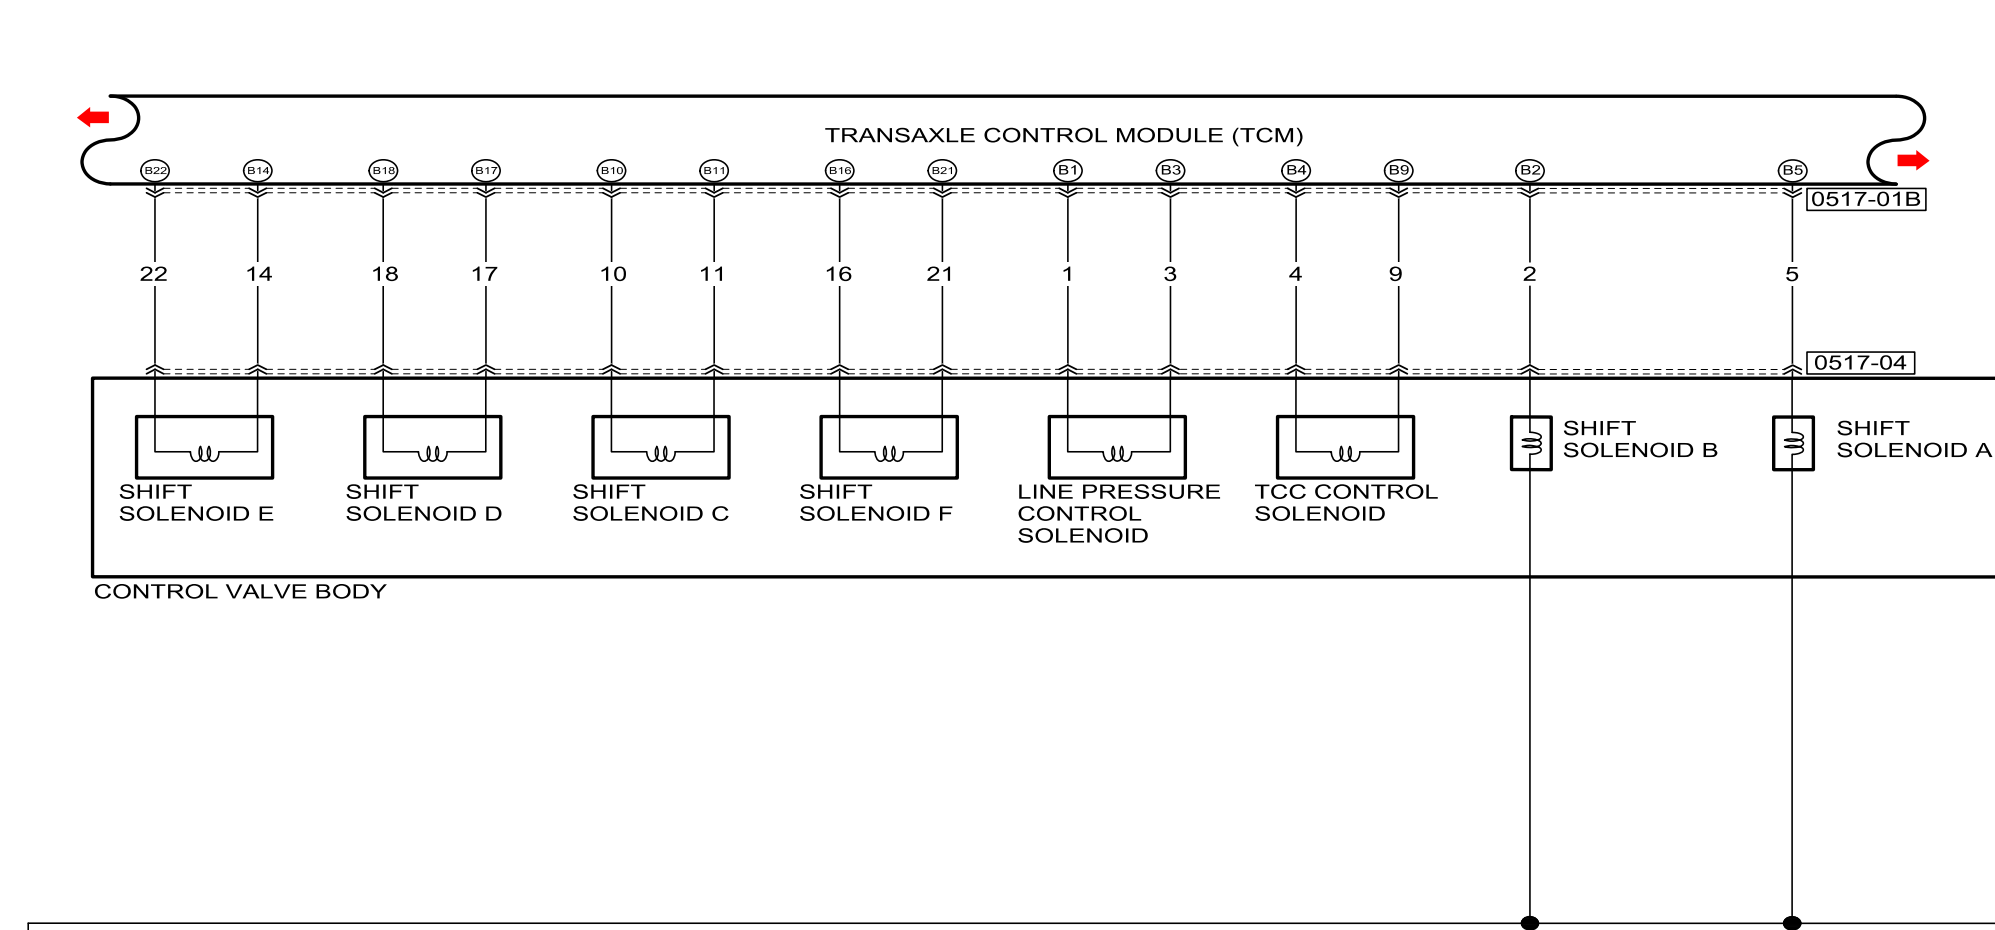 TRANSAXLE CONTROL MODULE (TCM)
B22 B14 B18 B17 B10 B11 B16 B21 B1 B3 B4 B9 B2 B5
0517-01B
22 14 18 17 10 11 16 21 1 3 4 9 2 5
0517-04
SHIFT
SOLENOID E
SHIFT
SOLENOID D
SHIFT
SOLENOID C
SHIFT
SOLENOID F
LINE PRESSURE
CONTROL
SOLENOID
TCC CONTROL
SOLENOID
SHIFT
SOLENOID B
SHIFT
SOLENOID A
CONTROL VALVE BODY